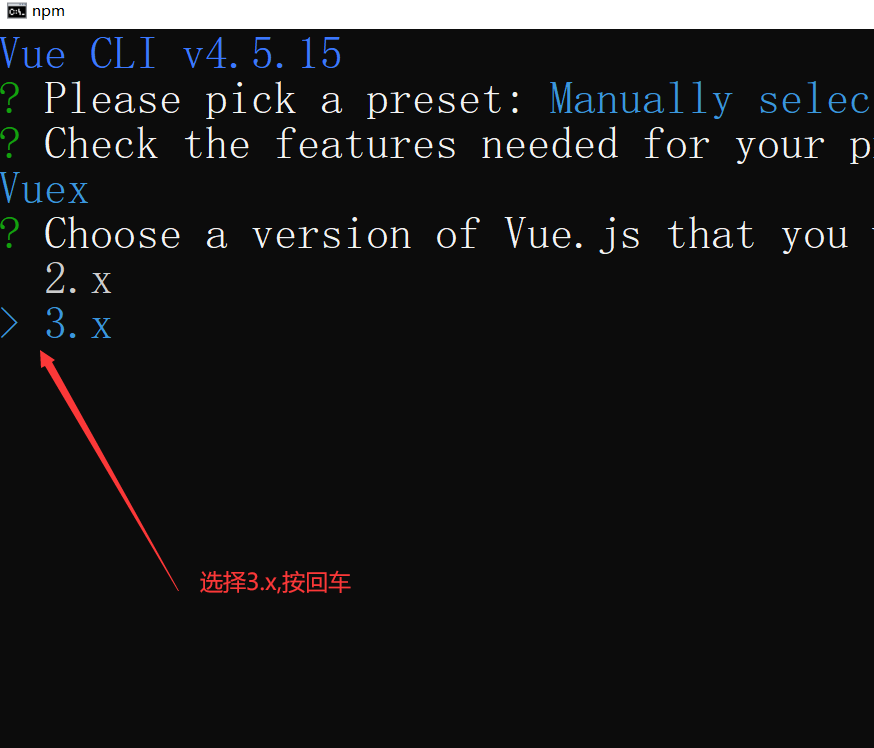 npm
Vue CLI v4.5.15
? Please pick a preset: Manually selec
? Check the features needed for your p
Vuex
? Choose a version of Vue.js that you
2.x
> 3.x
选择3.x,按回车